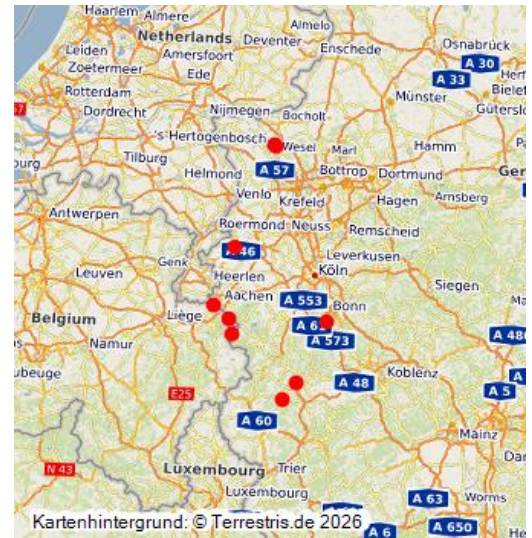 Haarlem
Almere
Netherlands
Almelo
Leiden
Amersfoort
Deventer
Enschede
Osnabrück
A 30
Zoetermeer
Ede
A 33
Rotterdam
Münster
Dordrecht
Nijmegen
Bocholt
's-Hertogenbosch
Wesel
Marl
Hamm
Tilburg
Helmond
A 57
Bottrop
Dortmund
Venlo
Krefeld
Hagen
Arnsberg
Antwerpen
Roermond
Neuss
Remscheid
Genk
A 46
Leverkusen
Leuven
Heerlen
Köln
Siegen
Aachen
A 553
Bonn
Belgium
Liège
A 573
Namur
Koblenz
E25
A 48
A 5
A 60
Mainz
N 43
Luxembourg
Trier
Luxembourg
A 63
Worms
A 6
A 650
Kartenhintergrund: © Terrestris.de 2026